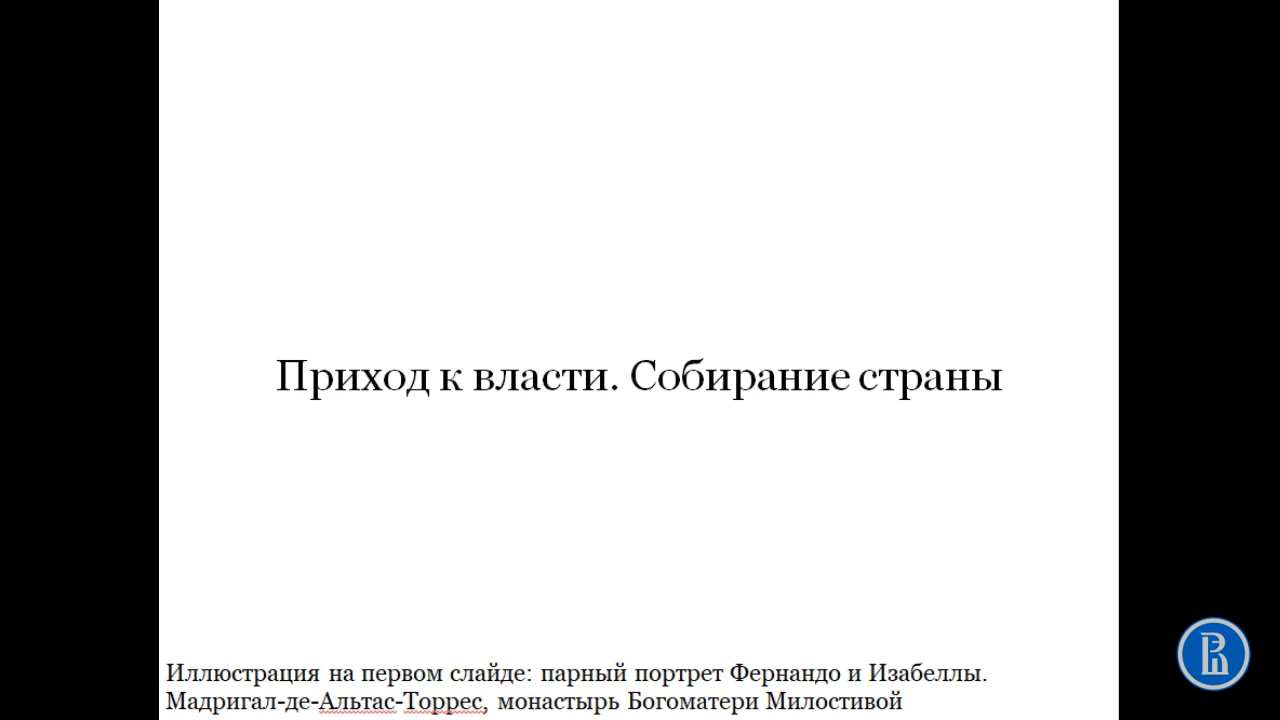 Приход к власти. Собирание страны
Иллюстрация на первом слайде: парный портрет Фернандо и Изабеллы.
Мадригал-де-Альтас-Торрес, монастырь Богоматери Милостивой